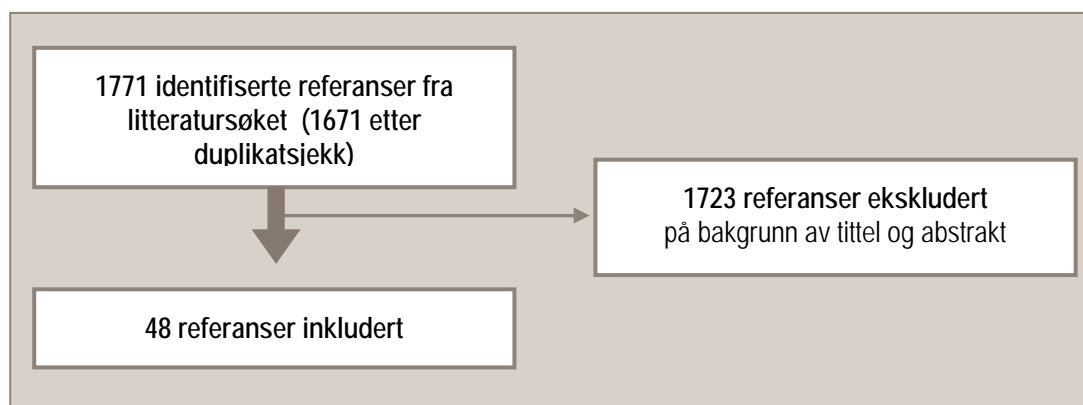 1771 identifiserte referanser fra
litteratursøket (1671 etter
duplikatsjekk)
1723 referanser ekskludert
på bakgrunn av tittel og abstrakt
48 referanser inkludert